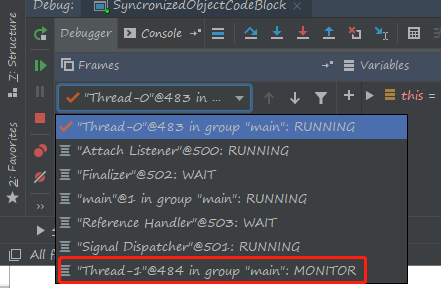 Debug: SyncronizedObjectCodeBlock
Debugger Console
Frames Variables
"Thread-0"@483 in ... this =
"Thread-0"@483 in group "main": RUNNING
"Attach Listener"@500: RUNNING
"Finalizer"@502: WAIT
"main"@1 in group "main": RUNNING
"Reference Handler"@503: WAIT
"Signal Dispatcher"@501: RUNNING
"Thread-1"@484 in group "main": MONITOR
Z: Structure
2: Favorites
All f